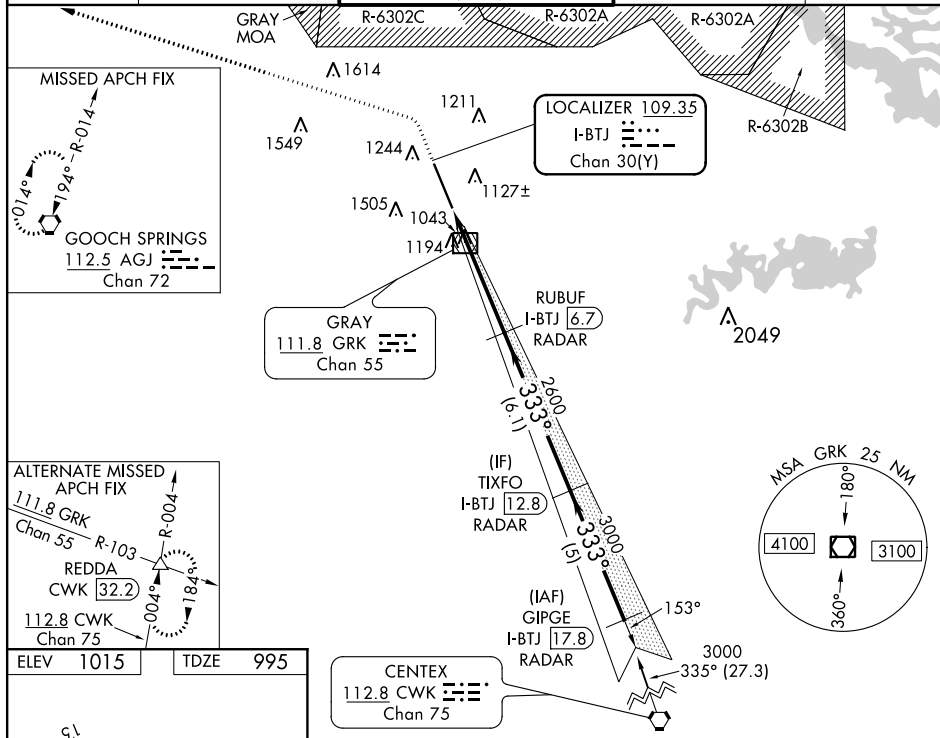 GRAY
MOA
R-6302C
R-6302A
R-6302A
R-6302B
MISSED APCH FIX
R-014
014°
194°
GOOCH SPRINGS
112.5 AGJ
Chan 72
1614
1549
1211
1244
1127±
1505
1043
1194
2049
LOCALIZER 109.35
I-BTJ
Chan 30(Y)
GRAY
111.8 GRK
Chan 55
RUBUF
I-BTJ 6.7
RADAR
2600
333°
(6.1)
(IF)
TIXFO
I-BTJ 12.8
RADAR
3000
333°
(5)
(IAF)
GIPGE
I-BTJ 17.8
RADAR
153°
3000
335° (27.3)
CENTEX
112.8 CWK
Chan 75
MSA GRK 25 NM
180°
4100
3100
360°
ALTERNATE MISSED
APCH FIX
111.8 GRK
Chan 55
R-103
R-004
REDDA
CWK 32.2
004°
184°
112.8 CWK
Chan 75
ELEV 1015
TDZE 995
15